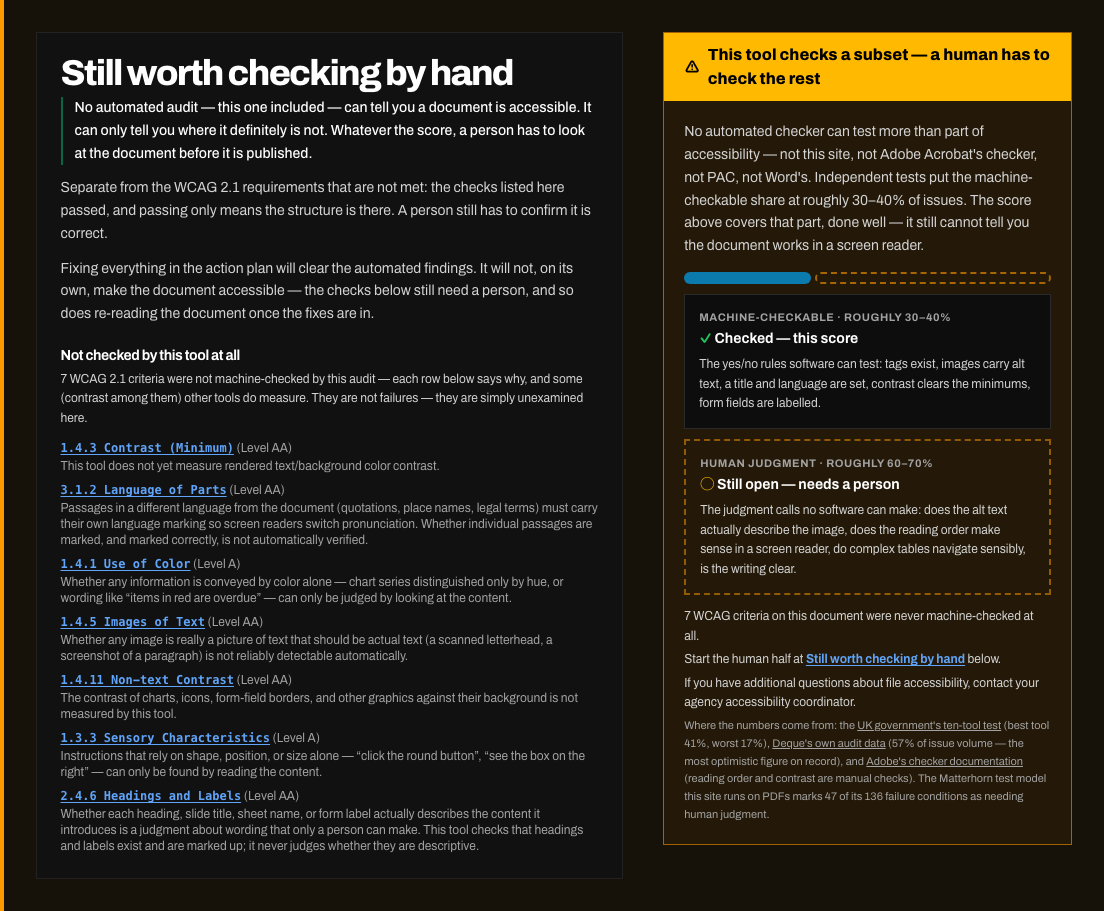 Still worth checking by hand
No automated audit — this one included — can tell you a document is accessible. It
can only tell you where it definitely is not. Whatever the score, a person has to look
at the document before it is published.
Separate from the WCAG 2.1 requirements that are not met: the checks listed here
passed, and passing only means the structure is there. A person still has to confirm it is
correct.
Fixing everything in the action plan will clear the automated findings. It will not, on its
own, make the document accessible — the checks below still need a person, and so
does re-reading the document once the fixes are in.
Not checked by this tool at all
7 WCAG 2.1 criteria were not machine-checked by this audit — each row below says why, and some
(contrast among them) other tools do measure. They are not failures — they are simply unexamined
here.
1.4.3 Contrast (Minimum) (Level AA)
This tool does not yet measure rendered text/background color contrast.
3.1.2 Language of Parts (Level AA)
Passages in a different language from the document (quotations, place names, legal terms) must carry
their own language marking so screen readers switch pronunciation. Whether individual passages are
marked, and marked correctly, is not automatically verified.
1.4.1 Use of Color (Level A)
Whether any information is conveyed by color alone — chart series distinguished only by hue, or
wording like “items in red are overdue” — can only be judged by looking at the content.
1.4.5 Images of Text (Level AA)
Whether any image is really a picture of text that should be actual text (a scanned letterhead, a
screenshot of a paragraph) is not reliably detectable automatically.
1.4.11 Non-text Contrast (Level AA)
The contrast of charts, icons, form-field borders, and other graphics against their background is not
measured by this tool.
1.3.3 Sensory Characteristics (Level A)
Instructions that rely on shape, position, or size alone — “click the round button”, “see the box on the
right” — can only be found by reading the content.
2.4.6 Headings and Labels (Level AA)
Whether each heading, slide title, sheet name, or form label actually describes the content it
introduces is a judgment about wording that only a person can make. This tool checks that headings
and labels exist and are marked up; it never judges whether they are descriptive.
This tool checks a subset — a human has to
check the rest
No automated checker can test more than part of
accessibility — not this site, not Adobe Acrobat's checker,
not PAC, not Word's. Independent tests put the machine-
checkable share at roughly 30–40% of issues. The score
above covers that part, done well — it still cannot tell you
the document works in a screen reader.
MACHINE-CHECKABLE · ROUGHLY 30–40%
✓ Checked — this score
The yes/no rules software can test: tags exist, images carry alt
text, a title and language are set, contrast clears the minimums,
form fields are labelled.
HUMAN JUDGMENT · ROUGHLY 60–70%
Still open — needs a person
The judgment calls no software can make: does the alt text
actually describe the image, does the reading order make
sense in a screen reader, do complex tables navigate sensibly,
is the writing clear.
7 WCAG criteria on this document were never machine-checked at
all.
Start the human half at Still worth checking by hand below.
If you have additional questions about file accessibility, contact your
agency accessibility coordinator.
Where the numbers come from: the UK government's ten-tool test (best tool
41%, worst 17%), Deque's own audit data (57% of issue volume — the
most optimistic figure on record), and Adobe's checker documentation
(reading order and contrast are manual checks). The Matterhorn test model
this site runs on PDFs marks 47 of its 136 failure conditions as needing
human judgment.